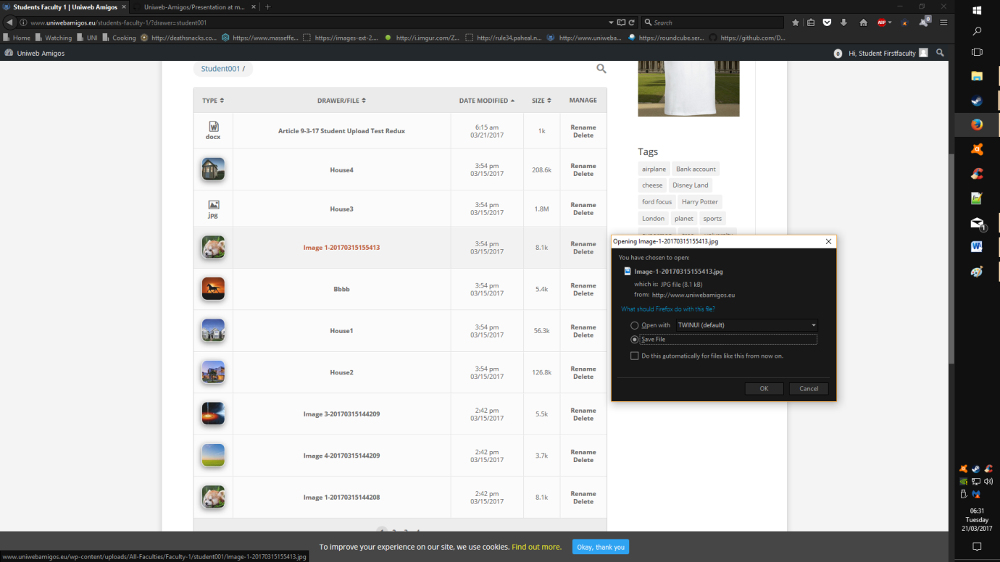 Students Faculty 1 | Uniweb Amigos
Uniweb-Amigos/Presentation at m...
www.uniwebamigos.eu/students-faculty-1/?drawer=student001
Search
ABP
0
Home
Watching
UNI
Cooking
http://deathsnacks.co...
https://www.masseffe...
https://images-ext-2....
http://i.imgur.com/Z...
http://rule34.paheal.n...
http://www.uniweba...
https://roundcube.ser...
https://github.com/D...
Uniweb Amigos
0
Hi, Student Firstfaculty
Student001 /
TYPE
DRAWER/FILE
DATE MODIFIED
SIZE
MANAGE
docx
Article 9-3-17 Student Upload Test Redux
6:15 am
03/21/2017
1k
Rename
Delete
House4
3:54 pm
03/15/2017
208.6k
Rename
Delete
jpg
House3
3:54 pm
03/15/2017
1.8M
Rename
Delete
Image 1-20170315155413
3:54 pm
03/15/2017
8.1k
Rename
Delete
Bbbb
3:54 pm
03/15/2017
5.4k
Rename
Delete
House1
3:54 pm
03/15/2017
56.3k
Rename
Delete
House2
3:54 pm
03/15/2017
126.8k
Rename
Delete
Image 3-20170315144209
2:42 pm
03/15/2017
5.5k
Rename
Delete
Image 4-20170315144209
2:42 pm
03/15/2017
3.7k
Rename
Delete
Image 1-20170315144208
2:42 pm
03/15/2017
8.1k
Rename
Delete
Tags
airplane
Bank account
cheese
Disney Land
ford focus
Harry Potter
London
planet
sports
Opening Image-1-20170315155413.jpg
You have chosen to open:
Image-1-20170315155413.jpg
which is: JPG file (8.1 kB)
from: http://www.uniwebamigos.eu
What should Firefox do with this file?
Open with
TWINUI (default)
Save File
Do this automatically for files like this from now on.
OK
Cancel
To improve your experience on our site, we use cookies. Find out more.
Okay, thank you
www.uniwebamigos.eu/wp-content/uploads/All-Faculties/Faculty-1/student001/Image-1-20170315155413.jpg
1
06:31
Tuesday
21/03/2017